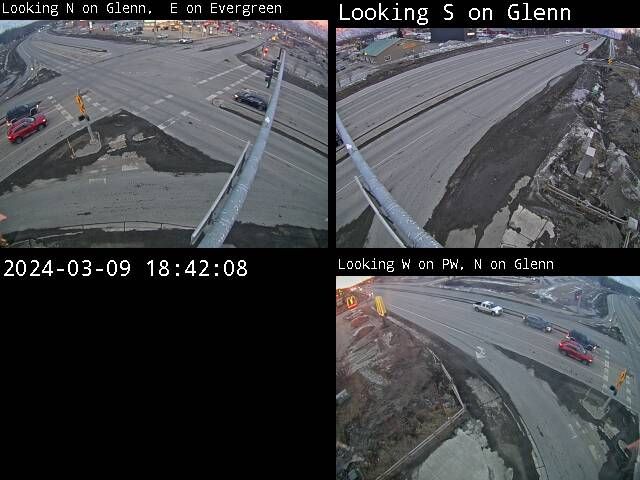 Looking N on Glenn,  E on Evergreen
Looking S on Glenn
2024-03-09 18:42:08
Looking W on PW, N on Glenn